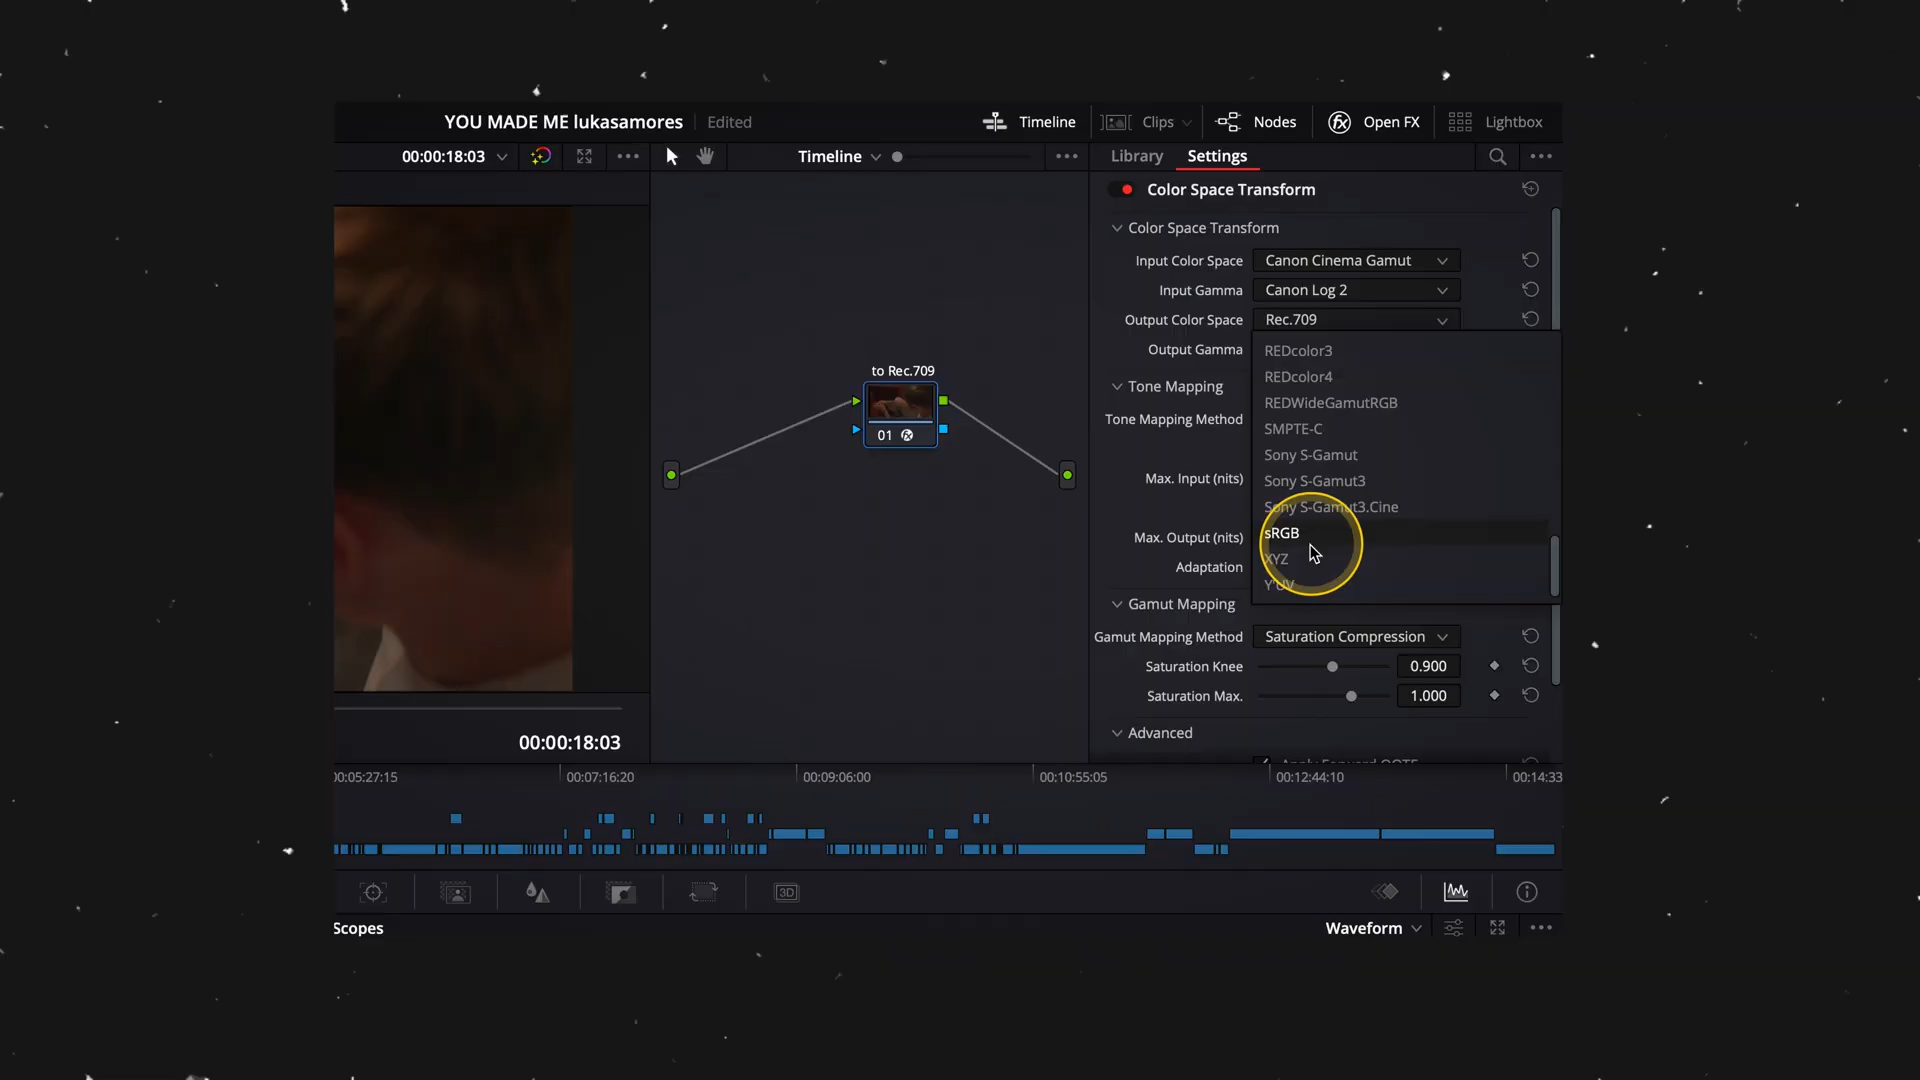 YOU MADE ME lukasamores Edited Timeline Clips Nodes Open FX Lightbox
00:00:18:03 Timeline Library Settings
Color Space Transform
Color Space Transform
Input Color Space Canon Cinema Gamut
Input Gamma Canon Log 2
Output Color Space Rec.709
Output Gamma
REDcolor3
REDcolor4
REDWideGamutRGB
SMPTE-C
Sony S-Gamut
Sony S-Gamut3
Sony S-Gamut3.Cine
sRGB
XYZ
Y'UV
Tone Mapping
Tone Mapping Method
Max. Input (nits)
Max. Output (nits)
Adaptation
Gamut Mapping
Gamut Mapping Method Saturation Compression
Saturation Knee 0.900
Saturation Max. 1.000
Advanced
to Rec.709
01
00:00:18:03
00:05:27:15 00:07:16:20 00:09:06:00 00:10:55:05 00:12:44:10 00:14:33
3D
Scopes Waveform